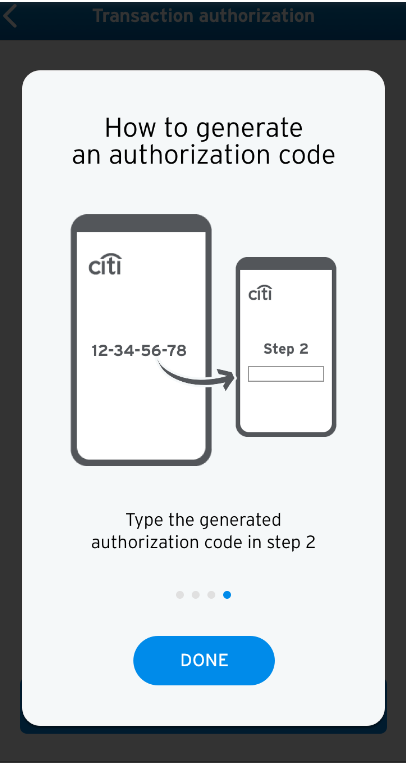 Transaction authorization
How to generate
an authorization code
citi
citi
12-34-56-78
Step 2
Type the generated
authorization code in step 2
DONE